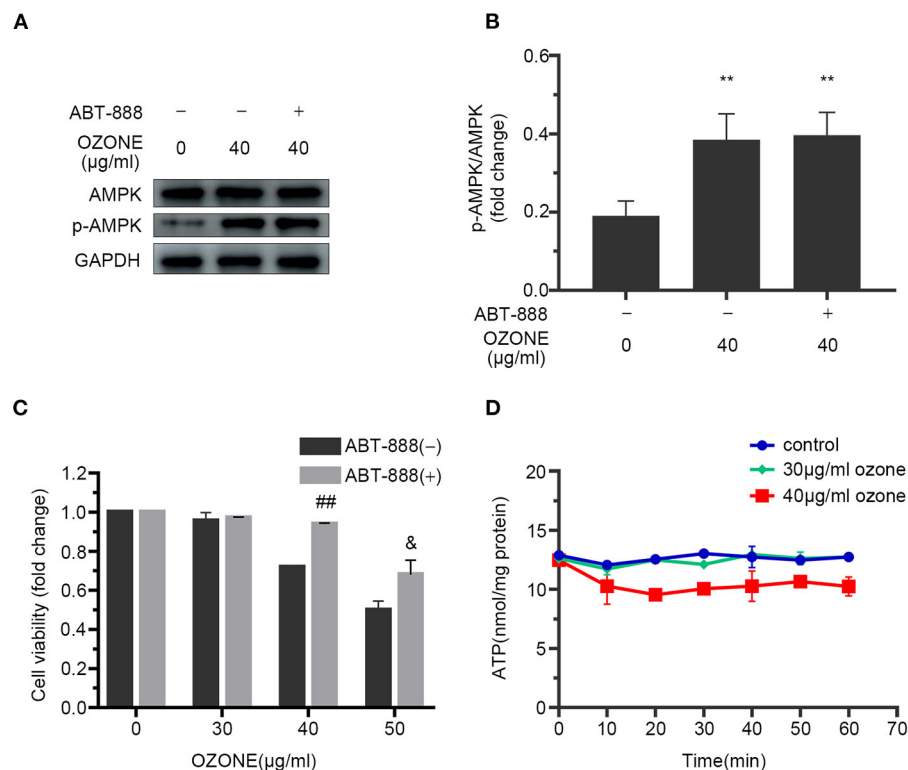 A
ABT-888 − − +
OZONE (μg/ml) 0 40 40
AMPK
p-AMPK
GAPDH
B
p-AMPK/AMPK (fold change)
0.6
0.4
0.2
0.0
** **
ABT-888 − − +
OZONE (μg/ml) 0 40 40
C
ABT-888(−)
ABT-888(+)
Cell viability (fold change)
1.2
1.0
0.8
0.6
0.4
0.2
0.0
##
&
0 30 40 50
OZONE(μg/ml)
D
control
30μg/ml ozone
40μg/ml ozone
ATP(nmol/mg protein)
20
15
10
5
0
0 10 20 30 40 50 60 70
Time(min)